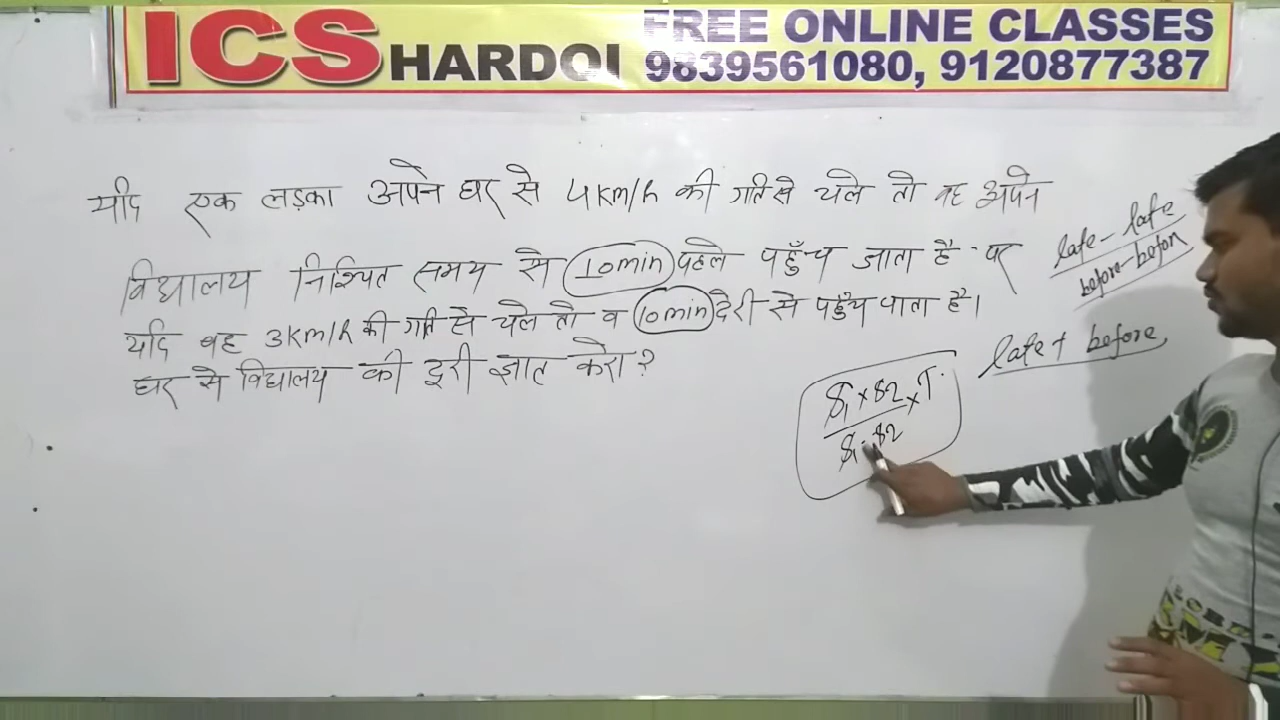 ICS HARDOI
FREE ONLINE CLASSES
9839561080, 9120877387
यदि एक लड़का अपने घर से 4km/h की गति से चले तो वह अपने
विद्यालय निश्चित समय से 10min पहले पहुँच जाता है पर
यदि वह 3km/h की गति से चले तो व 10min देरी से पहुँच पाता है।
घर से विद्यालय की दूरी ज्ञात करो?
late - late
before - before
late + before
S1 × S2 × T
S1 - S2